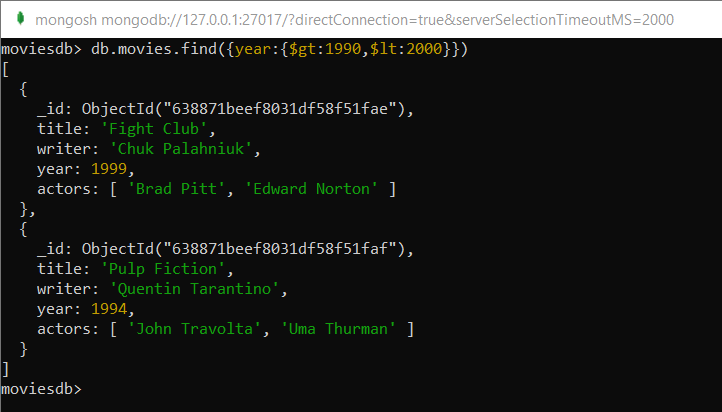 mongosh mongodb://127.0.0.1:27017/?directConnection=true&serverSelectionTimeoutMS=2000
moviesdb> db.movies.find({year:{$gt:1990,$lt:2000}})
[
  {
    _id: ObjectId("638871beef8031df58f51fae"),
    title: 'Fight Club',
    writer: 'Chuk Palahniuk',
    year: 1999,
    actors: [ 'Brad Pitt', 'Edward Norton' ]
  },
  {
    _id: ObjectId("638871beef8031df58f51faf"),
    title: 'Pulp Fiction',
    writer: 'Quentin Tarantino',
    year: 1994,
    actors: [ 'John Travolta', 'Uma Thurman' ]
  }
]
moviesdb>